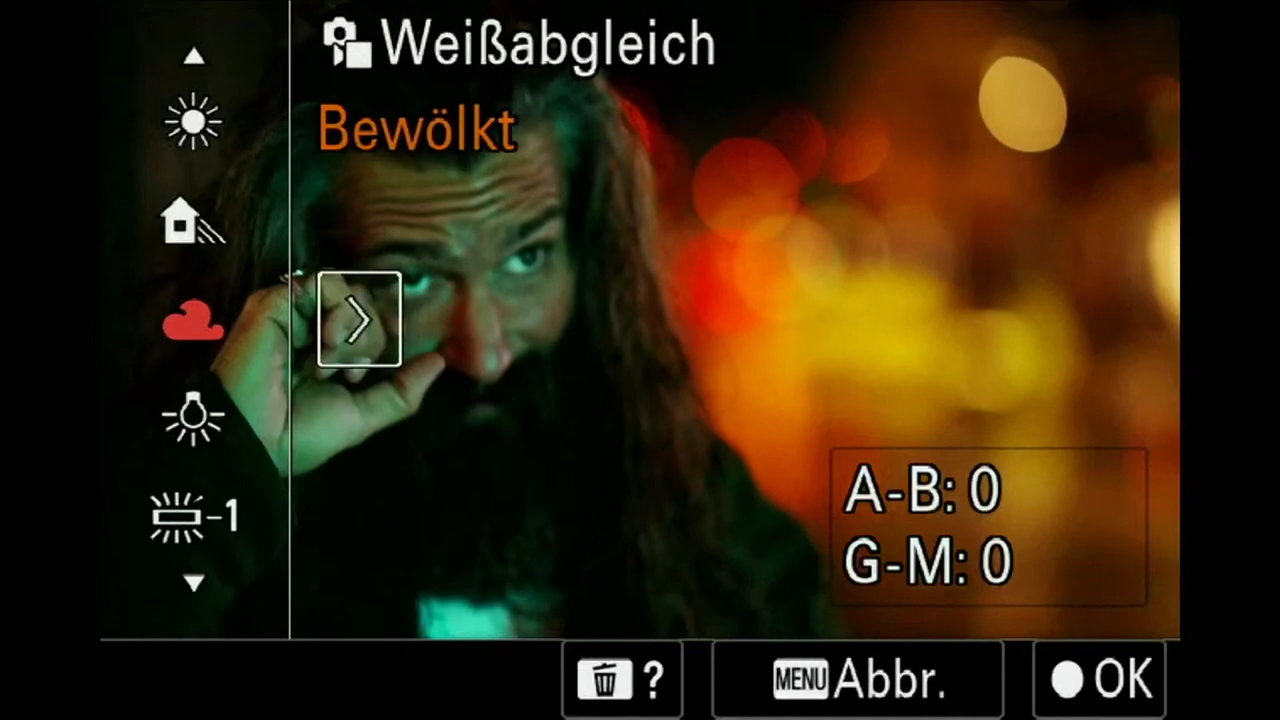 Weißabgleich
Bewölkt
-1
A-B: 0
G-M: 0
?
MENU Abbr.
OK